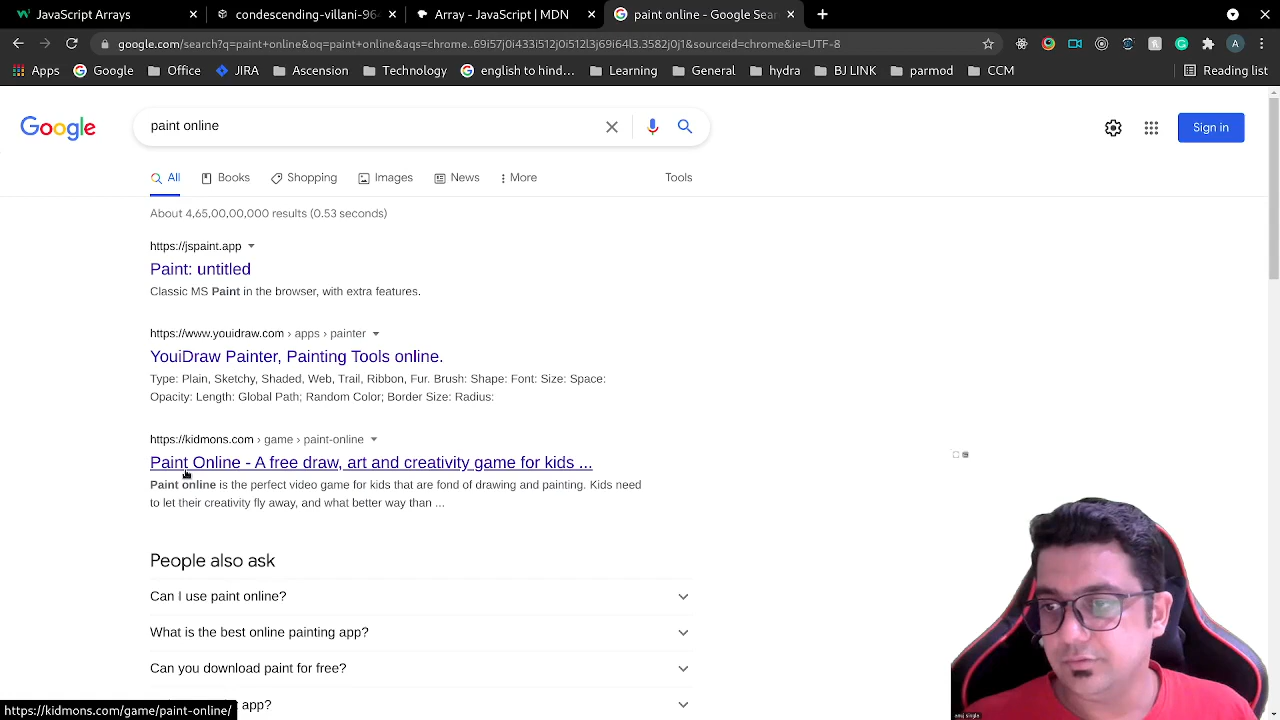 JavaScript Arrays
condescending-villani-96
Array - JavaScript | MDN
paint online - Google Sear
google.com/search?q=paint+online&oq=paint+online&aqs=chrome..69i57j0i433i512j0i512l3j69i64l3.3582j0j1&sourceid=chrome&ie=UTF-8
A
Apps
Google
Office
JIRA
Ascension
Technology
english to hind...
Learning
General
hydra
BJ LINK
parmod
CCM
Reading list
Google
paint online
Sign in
All
Books
Shopping
Images
News
More
Tools
About 4,65,00,00,000 results (0.53 seconds)
https://jspaint.app
Paint: untitled
Classic MS Paint in the browser, with extra features.
https://www.youidraw.com › apps › painter
YouiDraw Painter, Painting Tools online.
Type: Plain, Sketchy, Shaded, Web, Trail, Ribbon, Fur. Brush: Shape: Font: Size: Space:
Opacity: Length: Global Path; Random Color; Border Size: Radius:
https://kidmons.com › game › paint-online
Paint Online - A free draw, art and creativity game for kids ...
Paint online is the perfect video game for kids that are fond of drawing and painting. Kids need
to let their creativity fly away, and what better way than ...
People also ask
Can I use paint online?
What is the best online painting app?
Can you download paint for free?
app?
https://kidmons.com/game/paint-online/